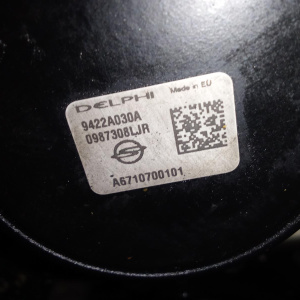 DELPHI
Made in EU
9422A030A
0987308LJR
A6710700101